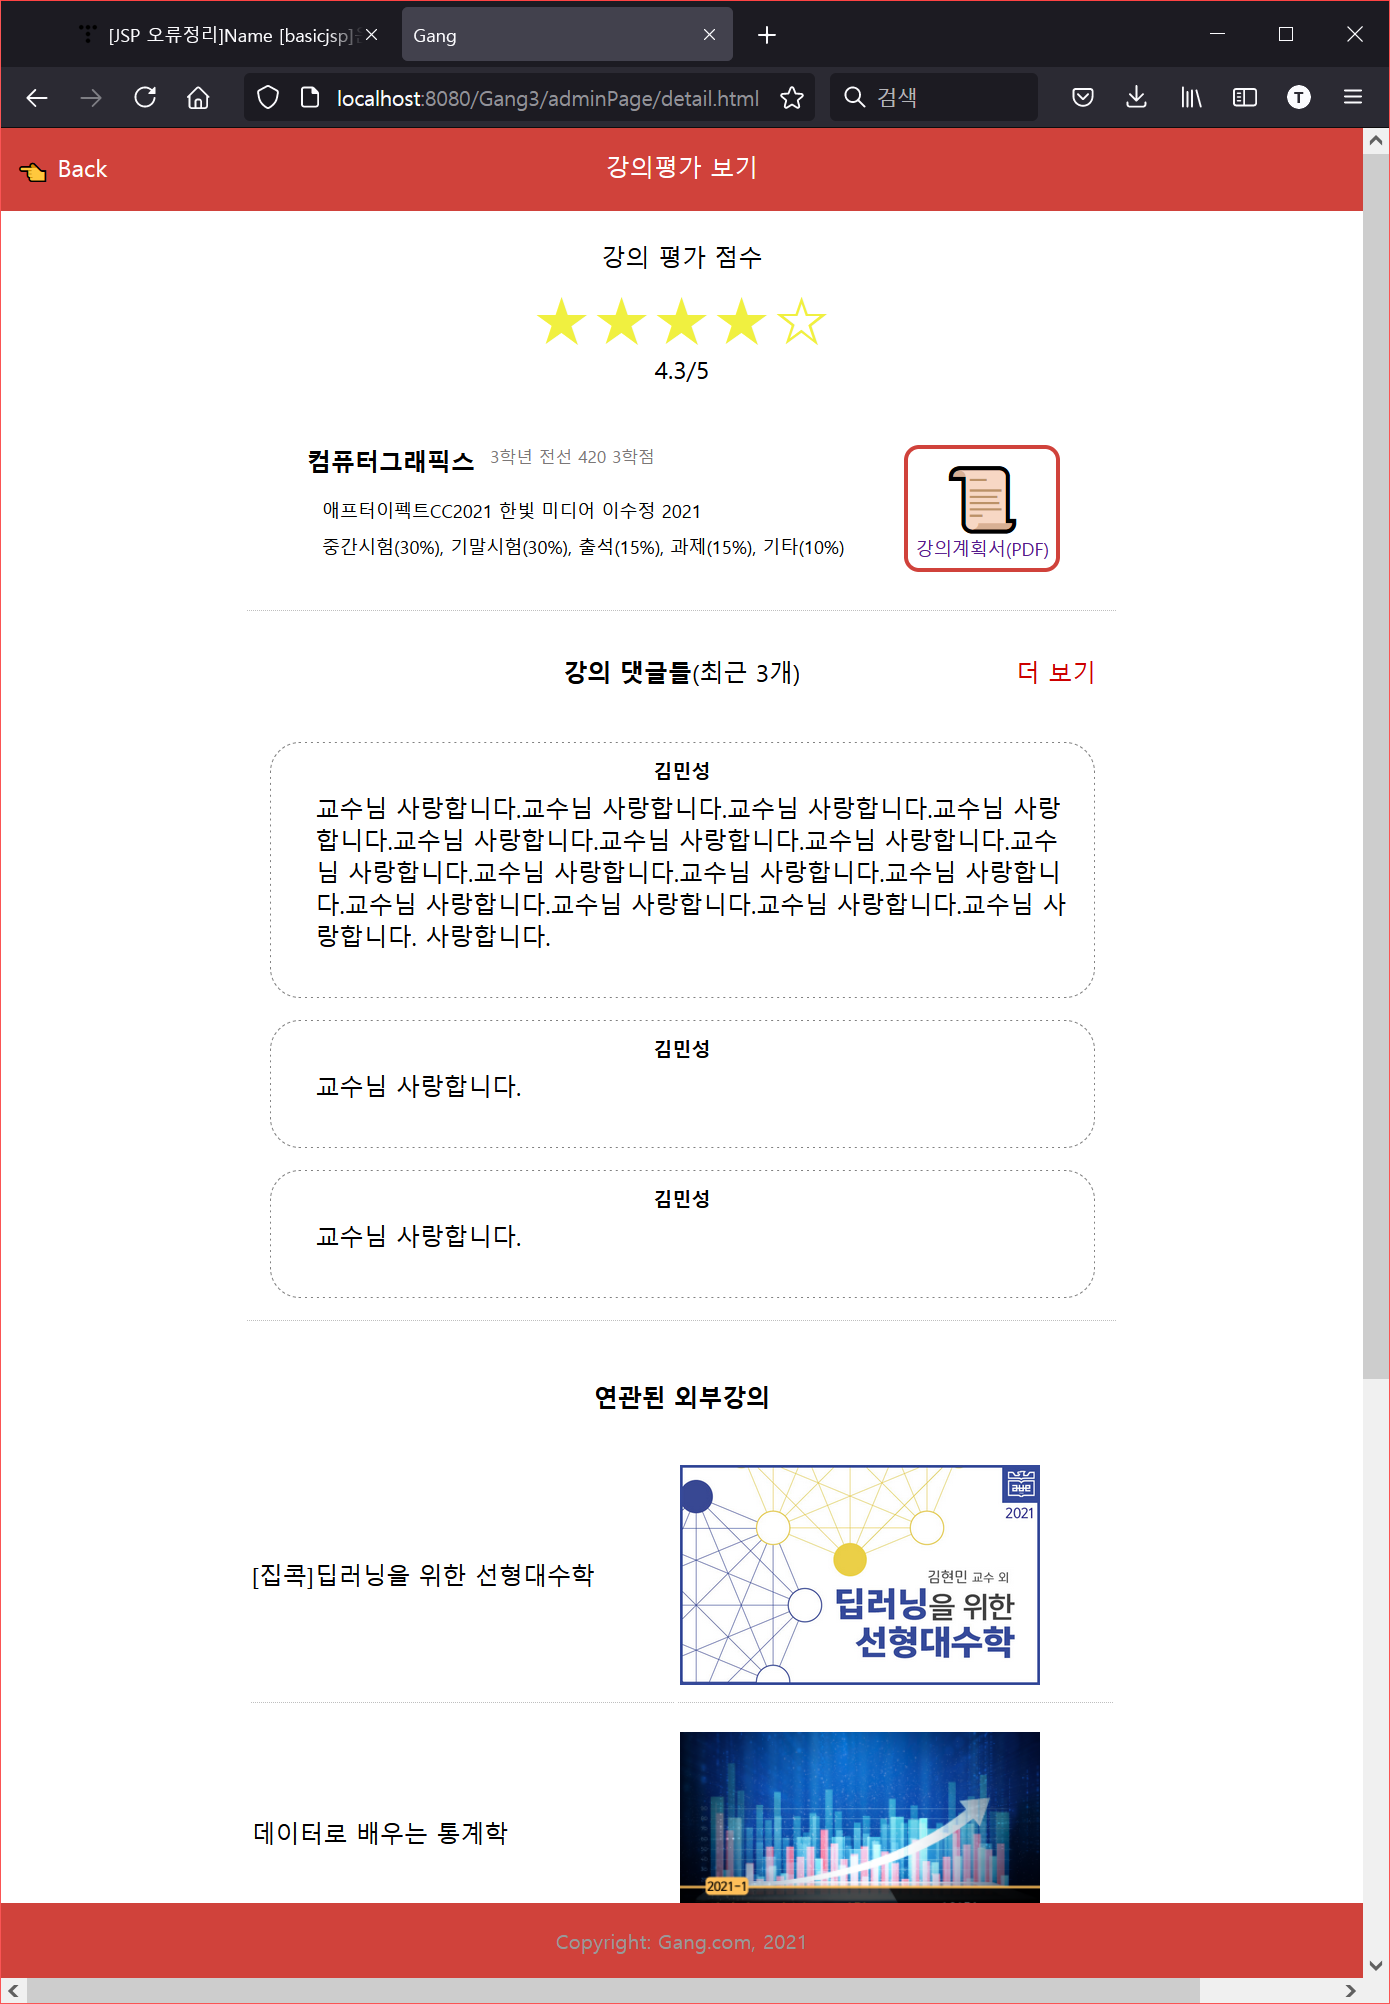 [JSP 오류정리]Name [basicjsp]
Gang
localhost:8080/Gang3/adminPage/detail.html
검색
T
Back
강의평가 보기
강의 평가 점수
★★★★☆
4.3/5
컴퓨터그래픽스 3학년 전선 420 3학점
애프터이펙트CC2021 한빛 미디어 이수정 2021
중간시험(30%), 기말시험(30%), 출석(15%), 과제(15%), 기타(10%)
강의계획서(PDF)
강의 댓글들(최근 3개)
더 보기
김민성
교수님 사랑합니다.교수님 사랑합니다.교수님 사랑합니다.교수님 사랑
합니다.교수님 사랑합니다.교수님 사랑합니다.교수님 사랑합니다.교수
님 사랑합니다.교수님 사랑합니다.교수님 사랑합니다.교수님 사랑합니
다.교수님 사랑합니다.교수님 사랑합니다.교수님 사랑합니다.교수님 사
랑합니다. 사랑합니다.
김민성
교수님 사랑합니다.
김민성
교수님 사랑합니다.
연관된 외부강의
[집콕]딥러닝을 위한 선형대수학
2021
김현민 교수 외
딥러닝을 위한
선형대수학
데이터로 배우는 통계학
2021-1
Copyright: Gang.com, 2021